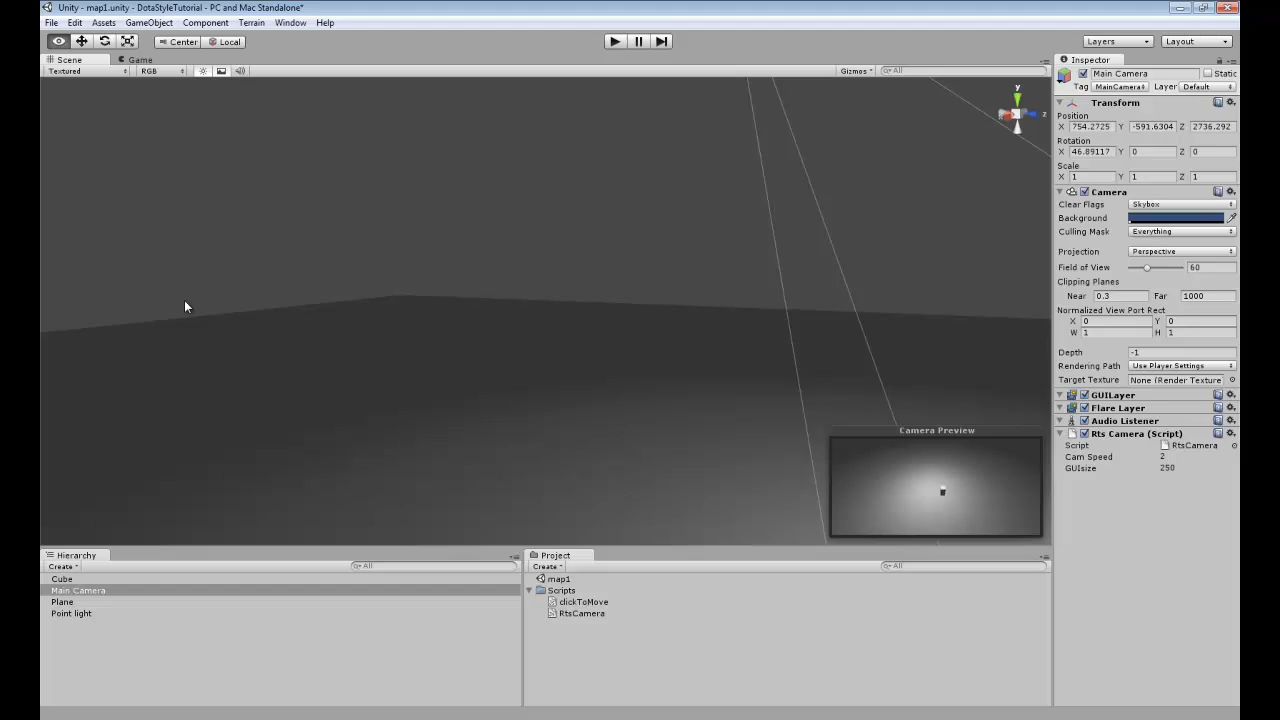 Unity - map1.unity - DotaStyleTutorial - PC and Mac Standalone*
File Edit Assets GameObject Component Terrain Window Help
Center Local Layers Layout
Scene Game
Textured RGB Gizmos All
y
z
Inspector
Main Camera Static
Tag MainCamera Layer Default
Transform
Position
X 754.2725 Y -591.6304 Z 2736.292
Rotation
X 46.89117 Y 0 Z 0
Scale
X 1 Y 1 Z 1
Camera
Clear Flags Skybox
Background
Culling Mask Everything
Projection Perspective
Field of View 60
Clipping Planes
Near 0.3 Far 1000
Normalized View Port Rect
X 0 Y 0
W 1 H 1
Depth -1
Rendering Path Use Player Settings
Target Texture None (Render Texture
GUILayer
Flare Layer
Audio Listener
Rts Camera (Script)
Script RtsCamera
Cam Speed 2
GUIsize 250
Camera Preview
Hierarchy
Create All
Cube
Main Camera
Plane
Point light
Project
Create All
map1
Scripts
clickToMove
RtsCamera